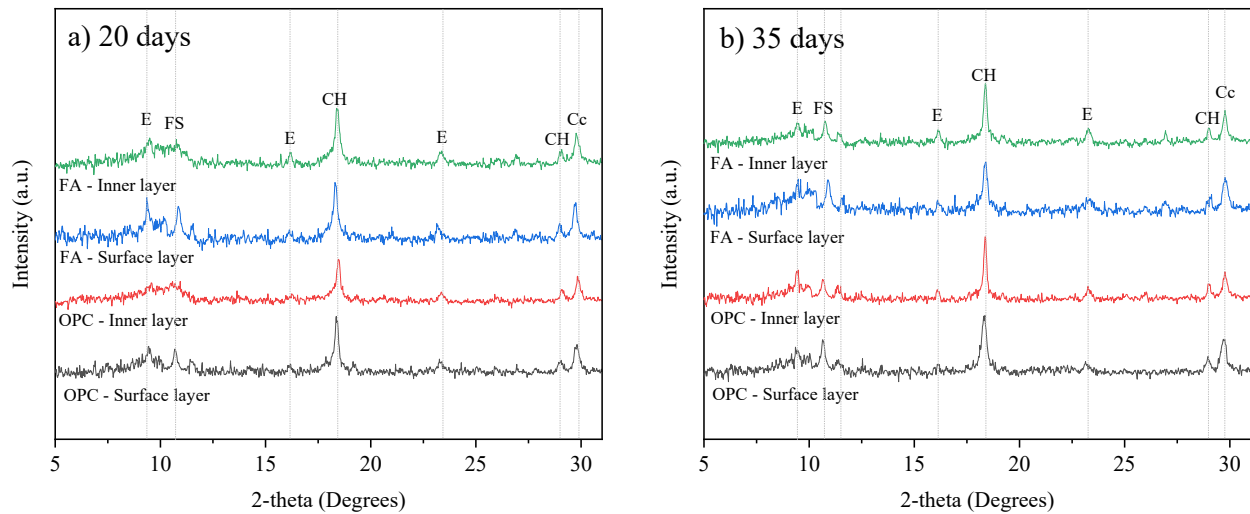 a) 20 days
E
FS
E
CH
E
CH
Cc
FA - Inner layer
FA - Surface layer
OPC - Inner layer
OPC - Surface layer
Intensity (a.u.)
5
10
15
20
25
30
2-theta (Degrees)
b) 35 days
E
FS
E
CH
E
CH
Cc
FA - Inner layer
FA - Surface layer
OPC - Inner layer
OPC - Surface layer
Intensity (a.u.)
5
10
15
20
25
30
2-theta (Degrees)